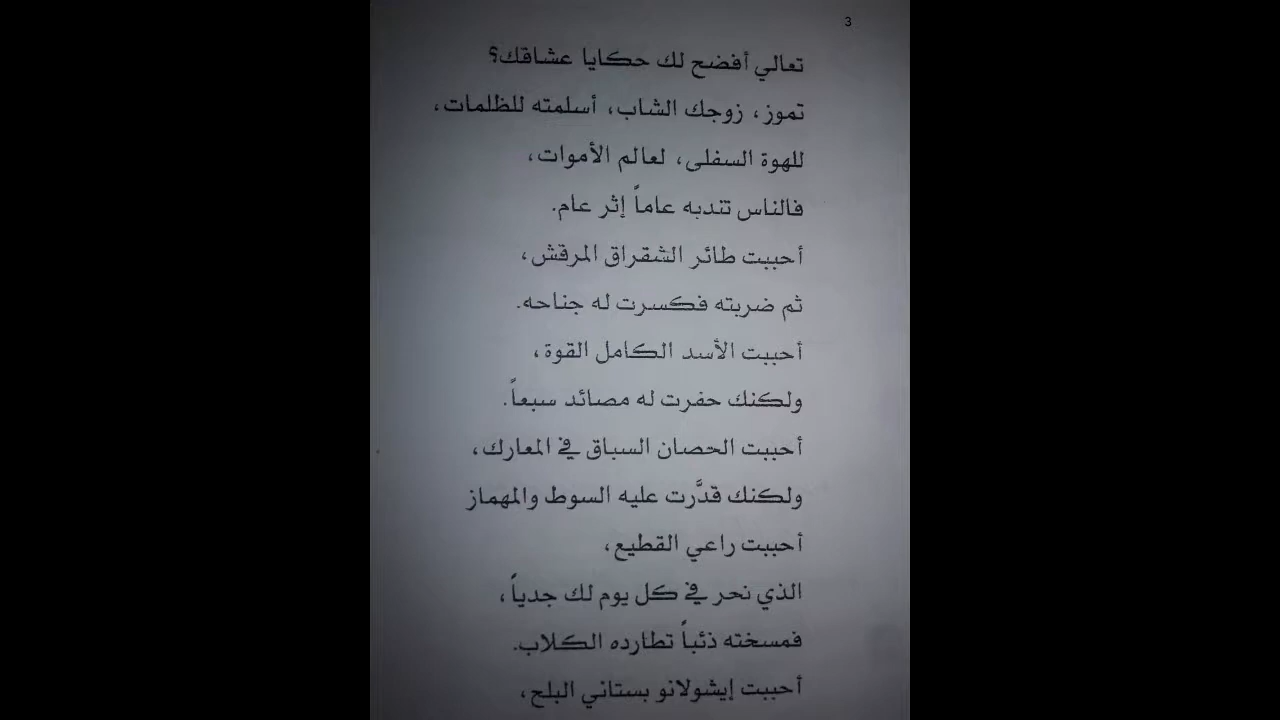 3
تعالي أفضح لك حكايا عشاقك؟
تموز، زوجك الشاب، أسلمته للظلمات،
للهوة السفلى، لعالم الأموات،
فالناس تندبه عاماً إثر عام.
أحببت طائر الشقراق المرقش،
ثم ضربته فكسرت له جناحه.
أحببت الأسد الكامل القوة،
ولكنك حفرت له مصائد سبعاً.
أحببت الحصان السباق في المعارك،
ولكنك قدَّرت عليه السوط والمهماز
أحببت راعي القطيع،
الذي نحر في كل يوم لك جدياً،
فمسخته ذئباً تطارده الكلاب.
أحببت إيشولانو بستاني البلح،